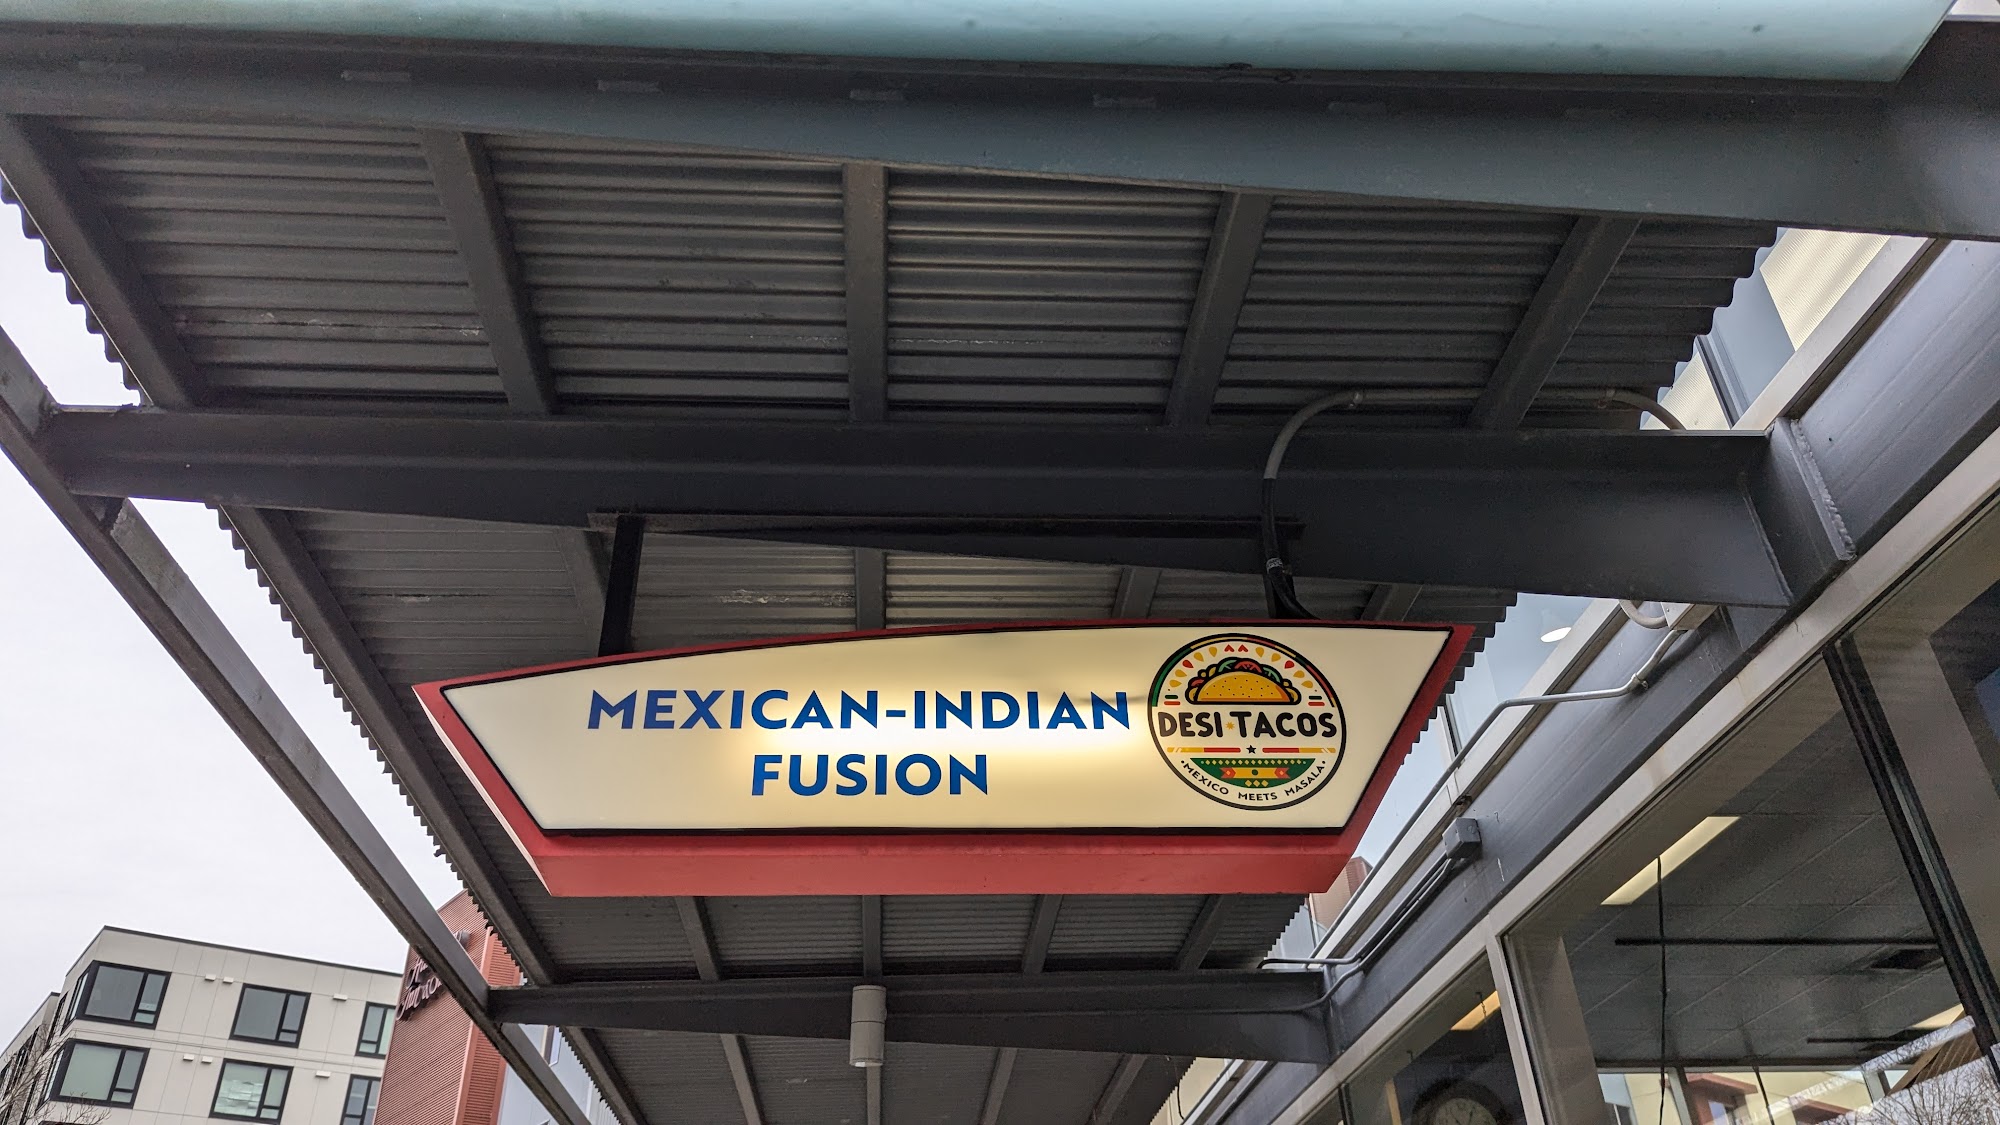 MEXICAN-INDIAN
FUSION
DESI TACOS
MEXICO MEETS MASALA